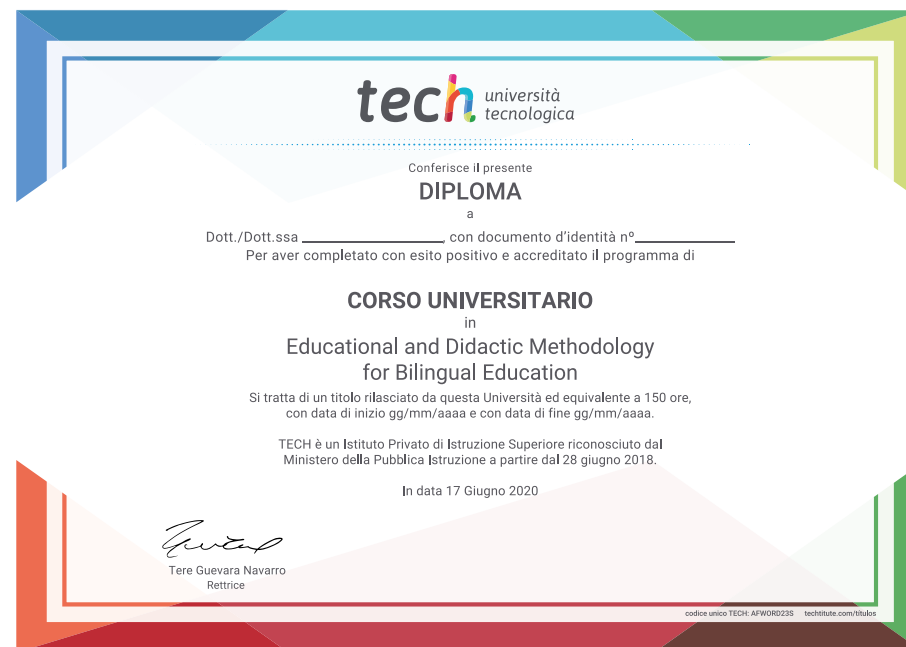 tech università
tecnologica
Conferisce il presente
DIPLOMA
a
Dott./Dott.ssa ____________________, con documento d'identità nº______________
Per aver completato con esito positivo e accreditato il programma di
CORSO UNIVERSITARIO
in
Educational and Didactic Methodology
for Bilingual Education
Si tratta di un titolo rilasciato da questa Università ed equivalente a 150 ore,
con data di inizio gg/mm/aaaa e con data di fine gg/mm/aaaa.
TECH è un Istituto Privato di Istruzione Superiore riconosciuto dal
Ministero della Pubblica Istruzione a partire dal 28 giugno 2018.
In data 17 Giugno 2020
Tere Guevara Navarro
Rettrice
codice unico TECH: AFWORD23S techtitute.com/títulos